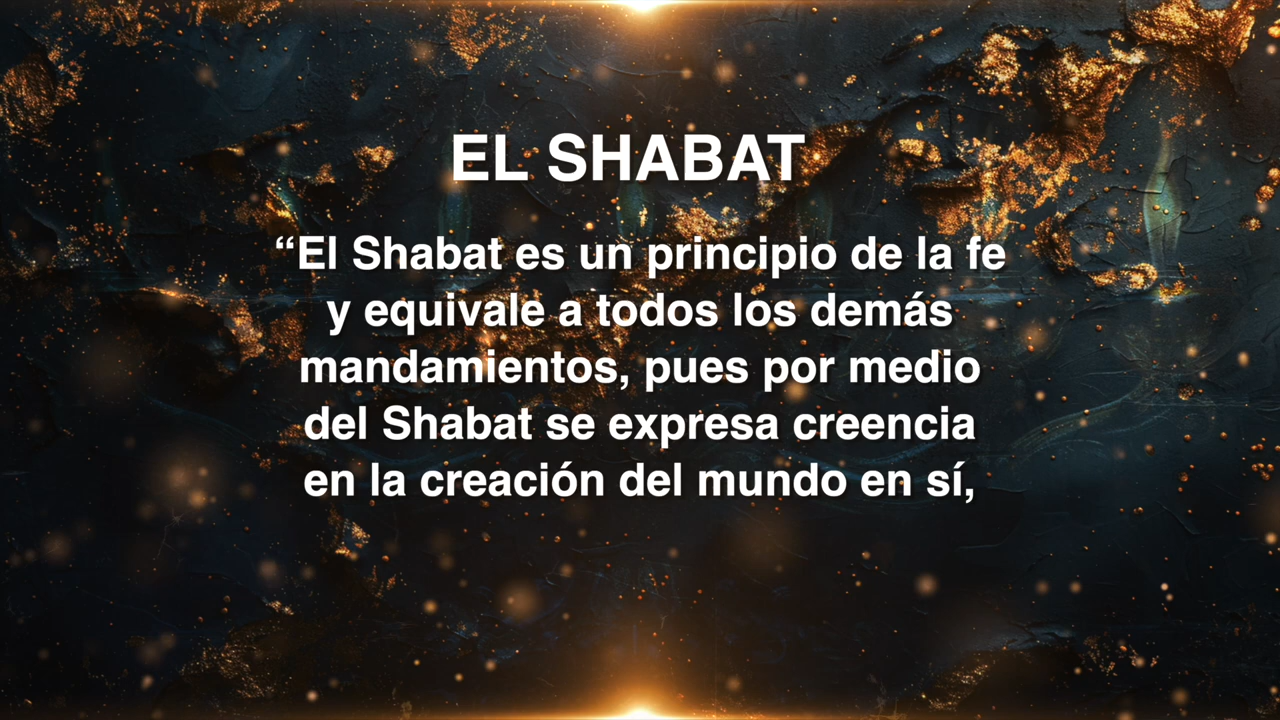 EL SHABAT
“El Shabat es un principio de la fe
y equivale a todos los demás
mandamientos, pues por medio
del Shabat se expresa creencia
en la creación del mundo en sí,